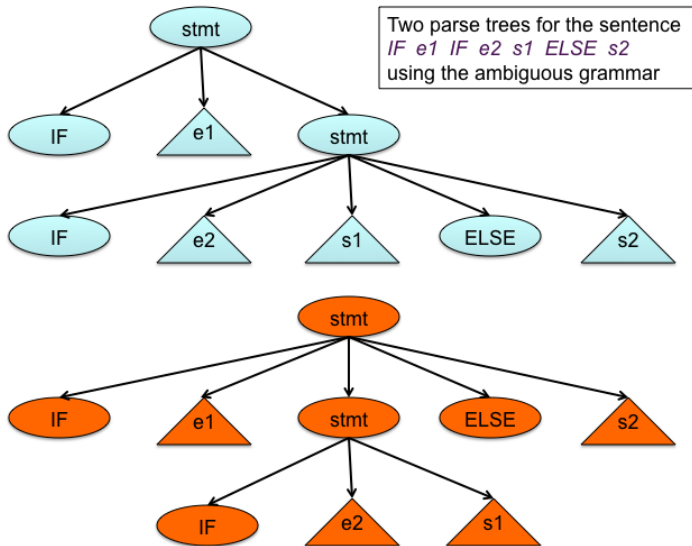 stmt
Two parse trees for the sentence
IF e1 IF e2 s1 ELSE s2
using the ambiguous grammar
IF e1 stmt
IF e2 s1 ELSE s2
stmt
IF e1 stmt ELSE s2
IF e2 s1